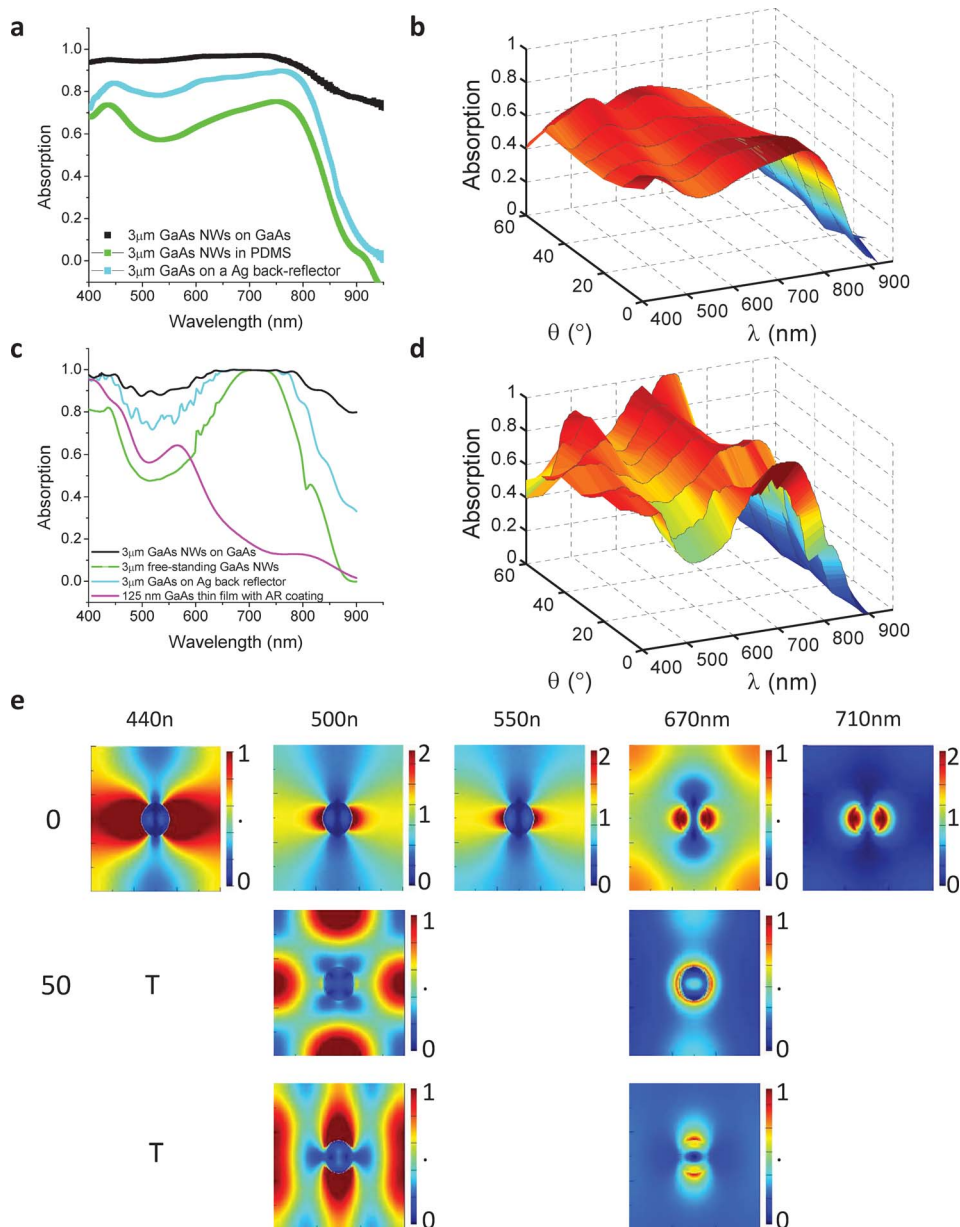 a
1.0
0.8
0.6
0.4
0.2
0.0
Absorption
3μm GaAs NWs on GaAs
3μm GaAs NWs in PDMS
3μm GaAs on a Ag back-reflector
400 500 600 700 800 900
Wavelength (nm)
b
1
0.8
0.6
0.4
0.2
0
Absorption
60
40
20
0
θ (°)
400 500 600 700 800 900
λ (nm)
c
1.0
0.8
0.6
0.4
0.2
0.0
Absorption
3μm GaAs NWs on GaAs
3μm free-standing GaAs NWs
3μm GaAs on Ag back reflector
125 nm GaAs thin film with AR coating
400 500 600 700 800 900
Wavelength (nm)
d
1
0.8
0.6
0.4
0.2
0
Absorption
60
40
20
0
θ (°)
400 500 600 700 800 900
λ (nm)
e
440n 500n 550n 670nm 710nm
0
1
.
0
2
1
0
2
1
0
1
.
0
2
1
0
50 T
1
.
0
1
.
0
T
1
.
0
1
.
0